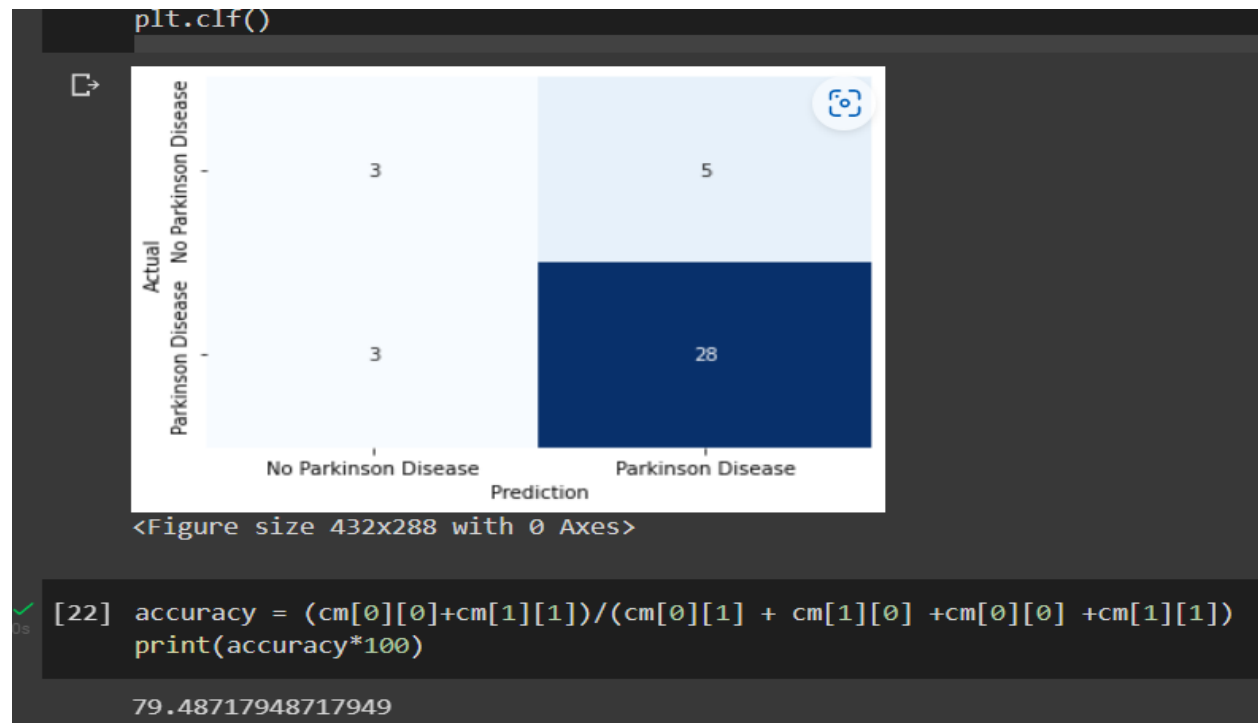 plt.clf()
Actual
No Parkinson Disease
3
5
Parkinson Disease
3
28
No Parkinson Disease
Parkinson Disease
Prediction
<Figure size 432x288 with 0 Axes>
0s
[22] accuracy = (cm[0][0]+cm[1][1])/(cm[0][1] + cm[1][0] +cm[0][0] +cm[1][1])
print(accuracy*100)
79.48717948717949